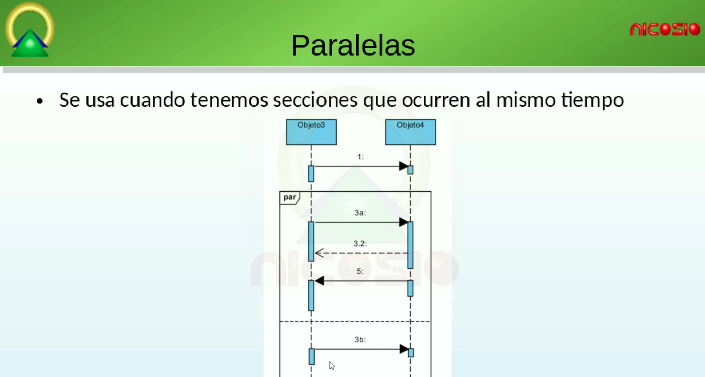 NICOSIO
Paralelas
• Se usa cuando tenemos secciones que ocurren al mismo tiempo
Objeto3
Objeto4
1:
par
3a:
3.2:
NICOSIO
5:
3b: